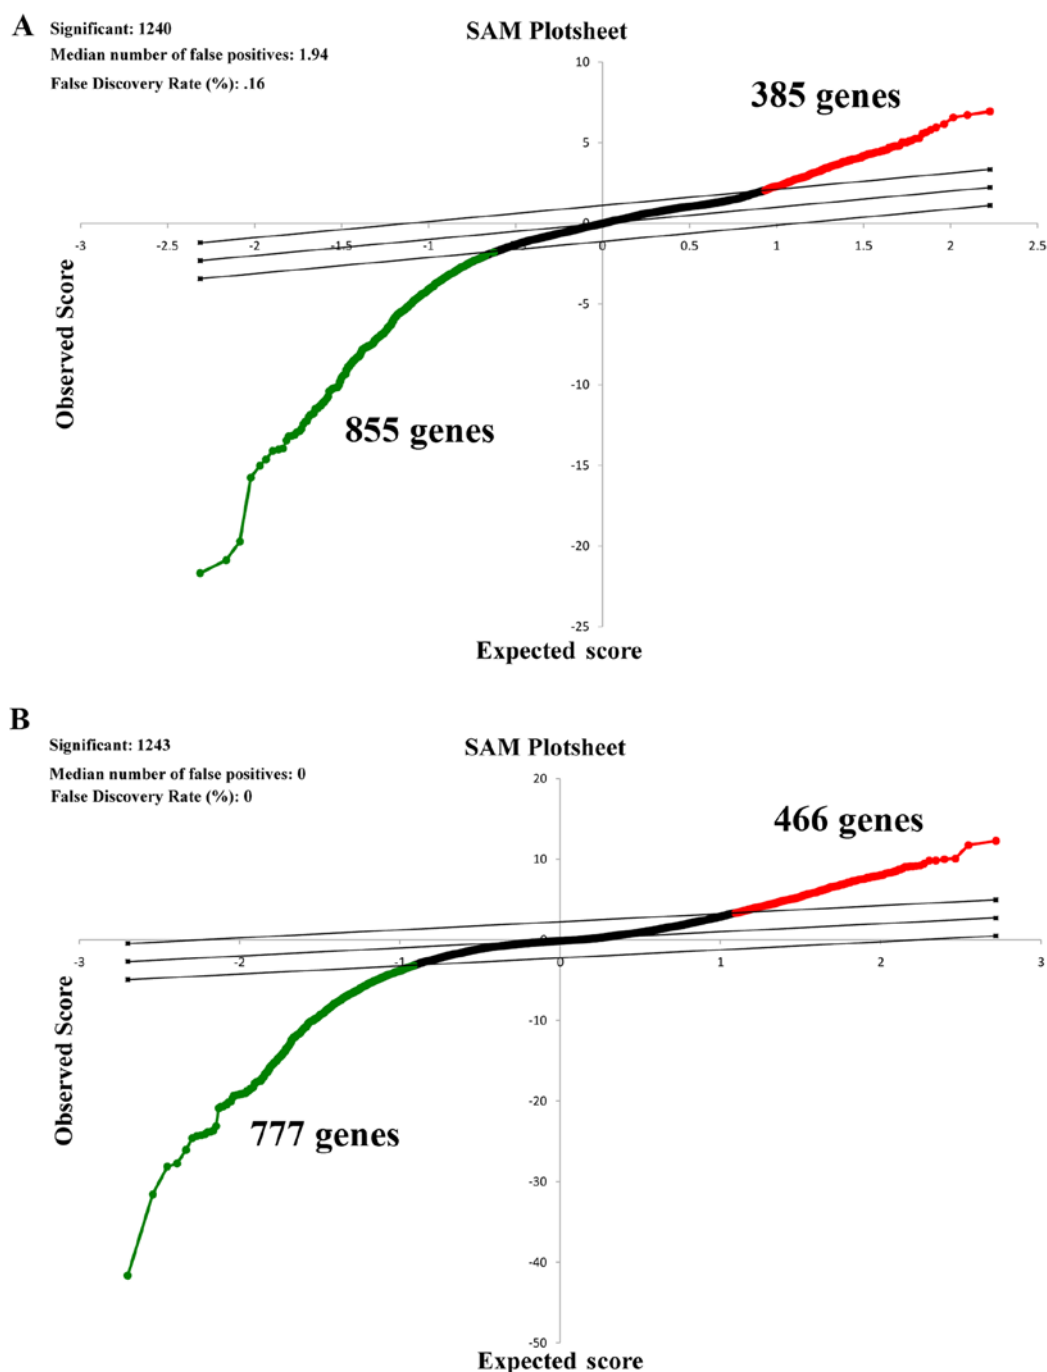 A
Significant: 1240
SAM Plotsheet
Median number of false positives: 1.94
False Discovery Rate (%): .16
10
385 genes
5
0
-3 -2.5 -2 -1.5 -1 -0.5 0 0.5 1 1.5 2 2.5
Observed Score
-5
-10
855 genes
-15
-20
-25
Expected score
B
Significant: 1243
SAM Plotsheet
Median number of false positives: 0
False Discovery Rate (%): 0
20
466 genes
10
0
-3 -2 -1 0 1 2 3
Observed Score
-10
-20
777 genes
-30
-40
-50
Expected score